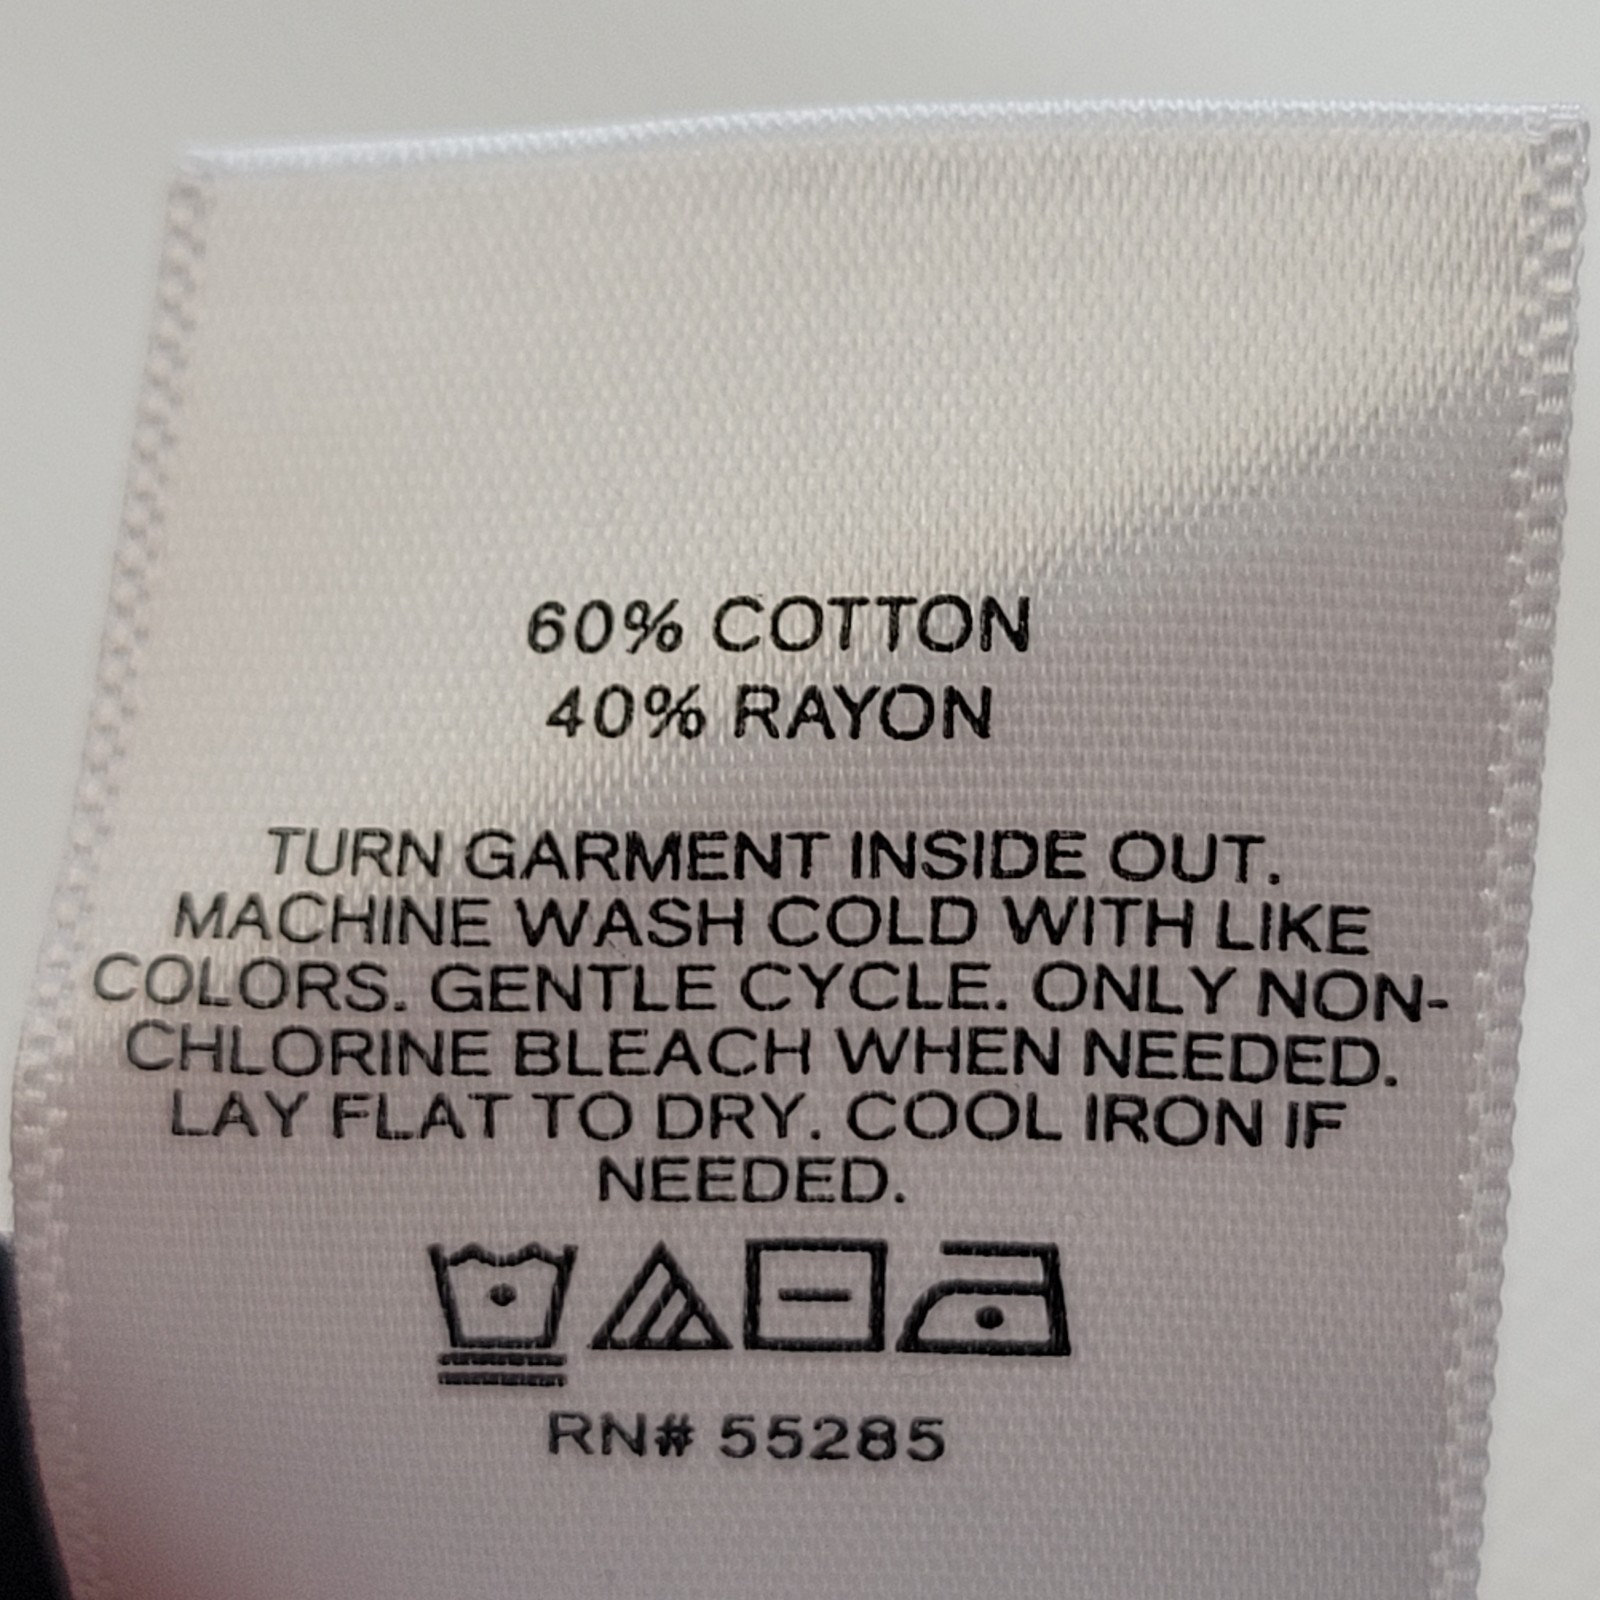 60% COTTON
40% RAYON
TURN GARMENT INSIDE OUT.
MACHINE WASH COLD WITH LIKE
COLORS. GENTLE CYCLE. ONLY NON-
CHLORINE BLEACH WHEN NEEDED.
LAY FLAT TO DRY. COOL IRON IF
NEEDED.
RN# 55285